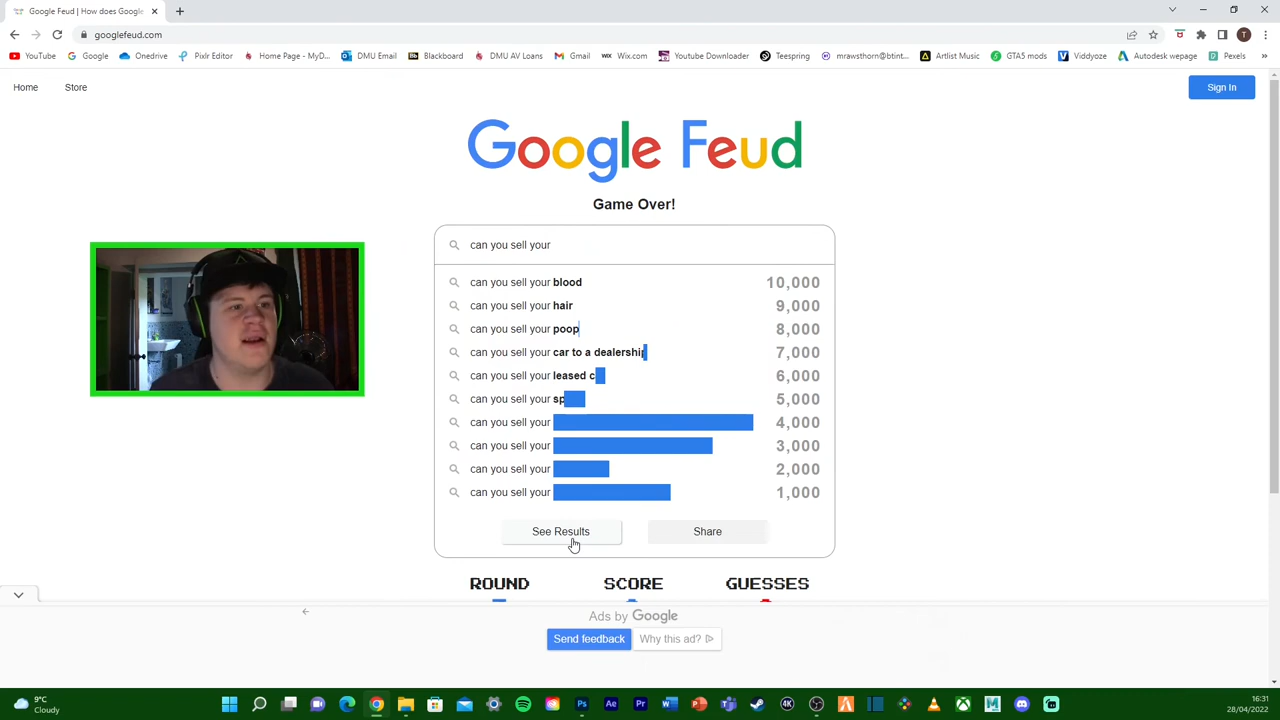 Google Feud | How does Google
googlefeud.com
T
YouTube
Google
Onedrive
Pixlr Editor
Home Page - MyD...
DMU Email
Blackboard
DMU AV Loans
Gmail
Wix.com
Youtube Downloader
Teespring
mrawsthorn@btint...
Artlist Music
GTA5 mods
Viddyoze
Autodesk wepage
Pexels
Home
Store
Sign In
Google Feud
Game Over!
can you sell your
can you sell your blood 10,000
can you sell your hair 9,000
can you sell your poop 8,000
can you sell your car to a dealership 7,000
can you sell your leased c 6,000
can you sell your sp 5,000
can you sell your 4,000
can you sell your 3,000
can you sell your 2,000
can you sell your 1,000
See Results
Share
ROUND
SCORE
GUESSES
Ads by Google
Send feedback
Why this ad?
9°C
Cloudy
16:31
28/04/2022